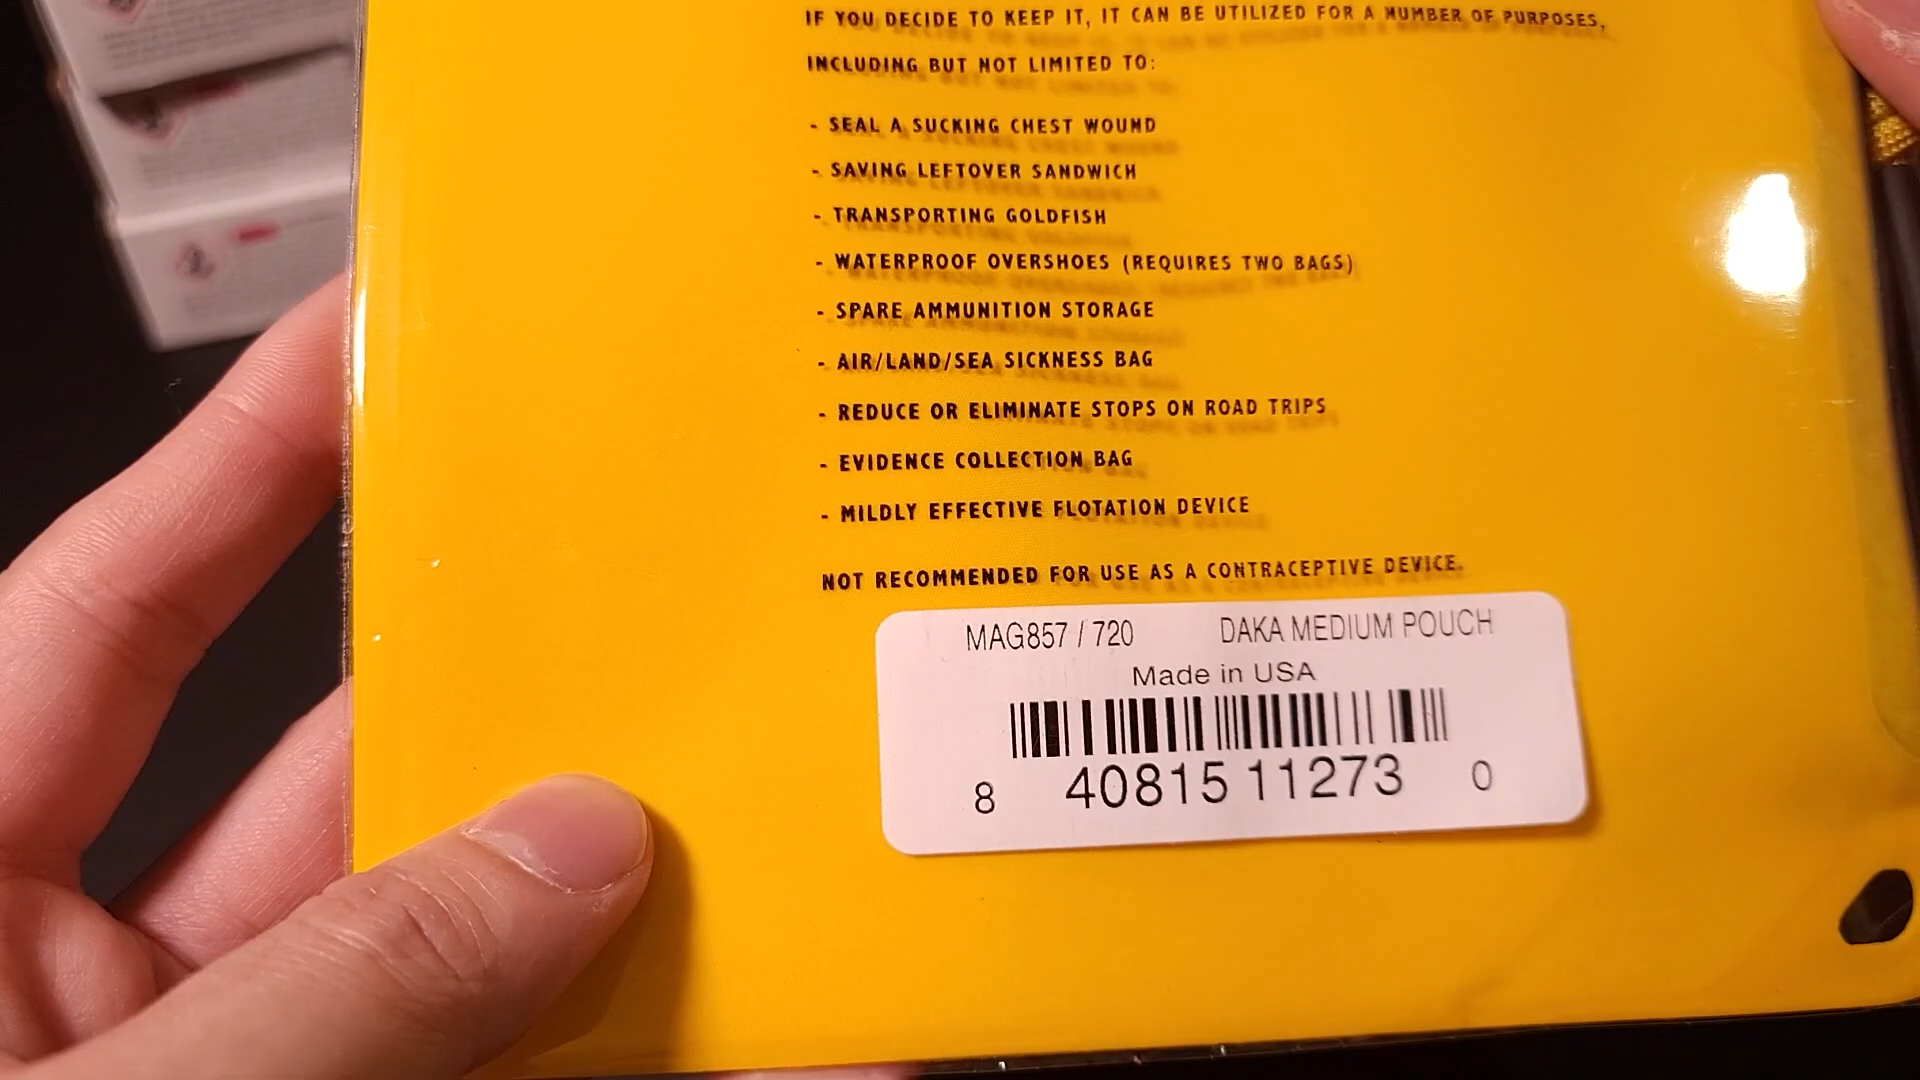 IF YOU DECIDE TO KEEP IT, IT CAN BE UTILIZED FOR A NUMBER OF PURPOSES,
INCLUDING BUT NOT LIMITED TO:
- SEAL A SUCKING CHEST WOUND
- SAVING LEFTOVER SANDWICH
- TRANSPORTING GOLDFISH
- WATERPROOF OVERSHOES (REQUIRES TWO BAGS)
- SPARE AMMUNITION STORAGE
- AIR/LAND/SEA SICKNESS BAG
- REDUCE OR ELIMINATE STOPS ON ROAD TRIPS
- EVIDENCE COLLECTION BAG
- MILDLY EFFECTIVE FLOTATION DEVICE
NOT RECOMMENDED FOR USE AS A CONTRACEPTIVE DEVICE.
MAG857 / 720 DAKA MEDIUM POUCH
Made in USA
8 40815 11273 0